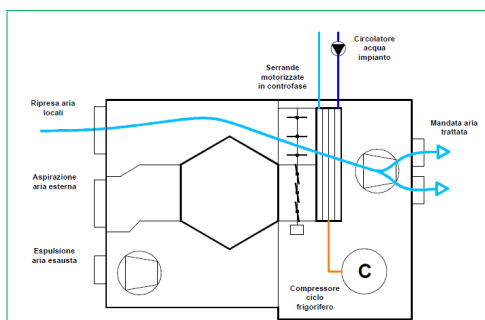 Circolatore
acqua
impianto
Serrande
motorizzate
in controfase
Ripresa aria
locali
Mandata aria
trattata
Aspirazione
aria esterna
Espulsione
aria esausta
C
Compressore
ciclo
frigorifero